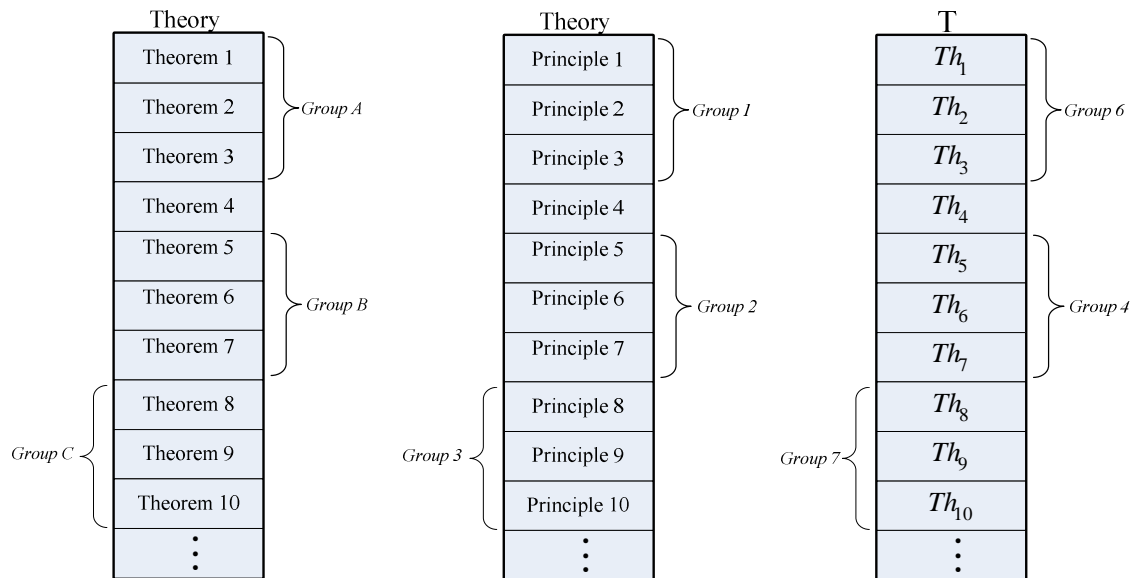 Theory
Theorem 1
Theorem 2
Theorem 3
Theorem 4
Theorem 5
Theorem 6
Theorem 7
Theorem 8
Theorem 9
Theorem 10
Group A
Group B
Group C
Theory
Principle 1
Principle 2
Principle 3
Principle 4
Principle 5
Principle 6
Principle 7
Principle 8
Principle 9
Principle 10
Group 1
Group 2
Group 3
T
Th₁
Th₂
Th₃
Th₄
Th₅
Th₆
Th₇
Th₈
Th₉
Th₁₀
Group 6
Group 4
Group 7